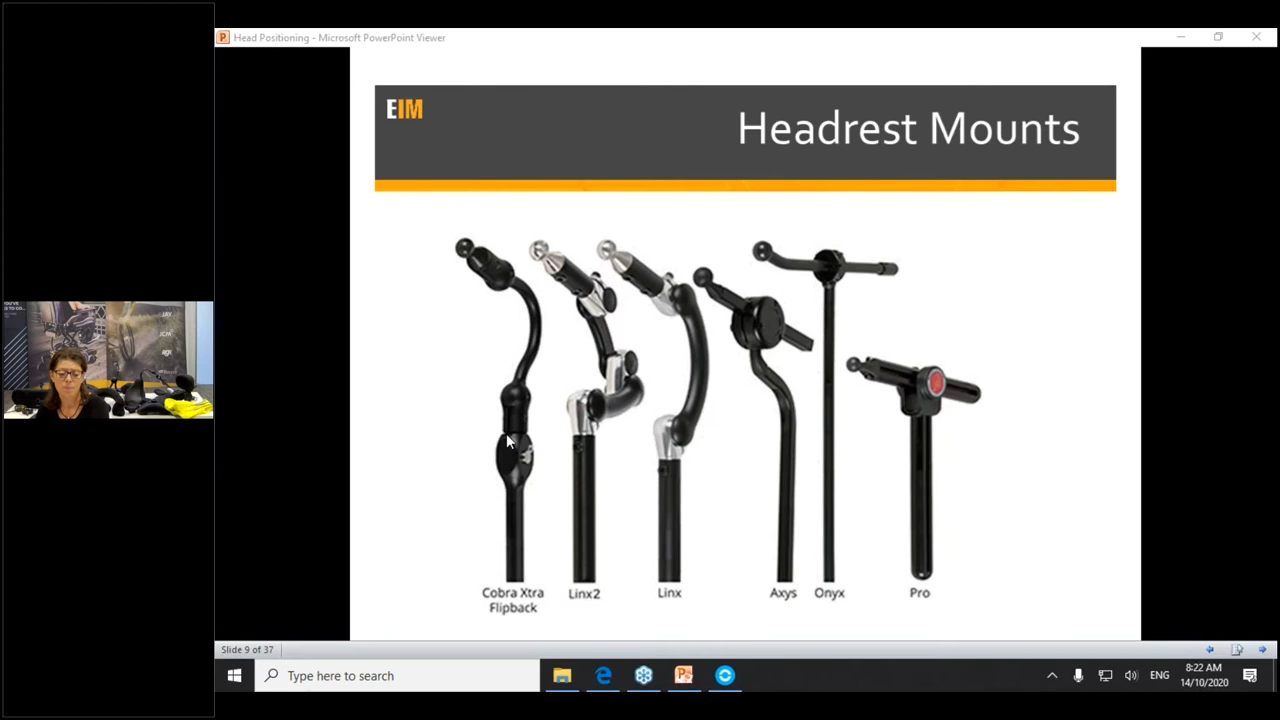 Head Positioning - Microsoft PowerPoint Viewer
EIM
Headrest Mounts
JAY
Cobra Xtra
Flipback
Linx2
Linx
Axys
Onyx
Pro
Slide 9 of 37
Type here to search
ENG
8:22 AM
14/10/2020